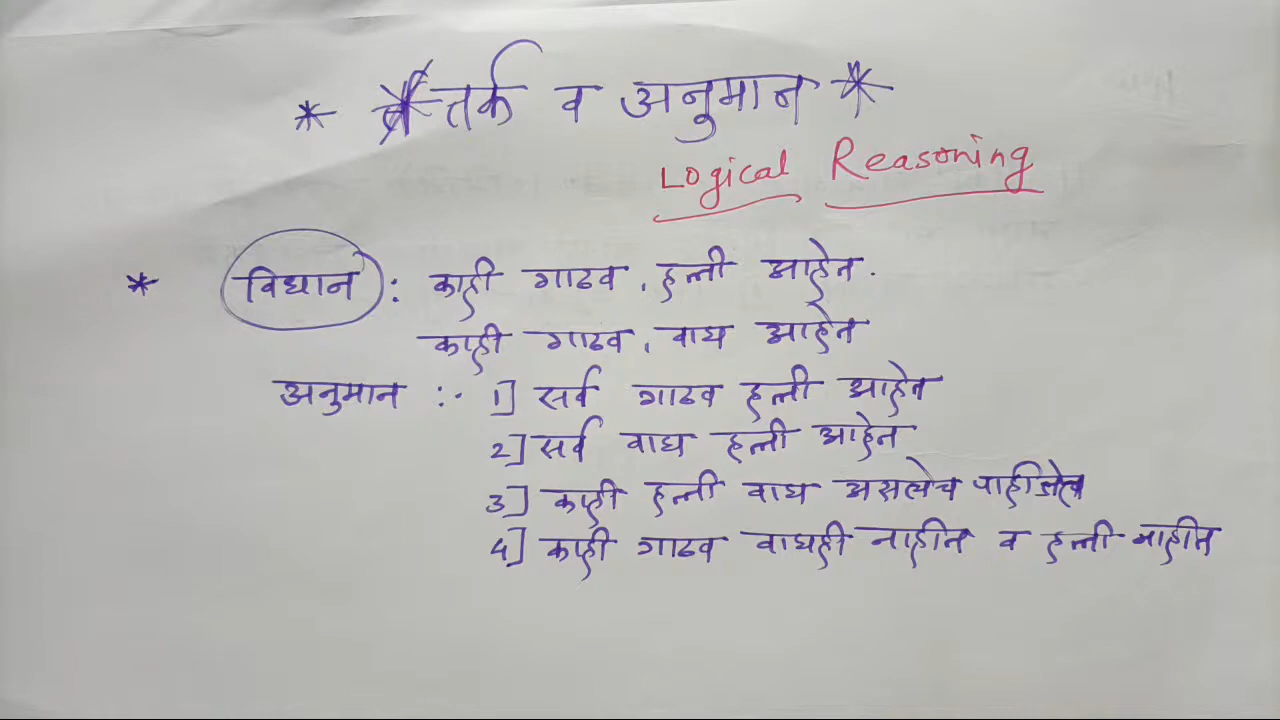 * तर्क व अनुमान *
Logical Reasoning
* विधान : काही गाढव, हत्ती आहेत.
काही गाढव, वाघ आहेत
अनुमान :- 1] सर्व गाढव हत्ती आहेत
2] सर्व वाघ हत्ती आहेत
3] काही हत्ती वाघ असलेच पाहीजेत
4] काही गाढव वाघही नाहीत व हत्ती नाहीत